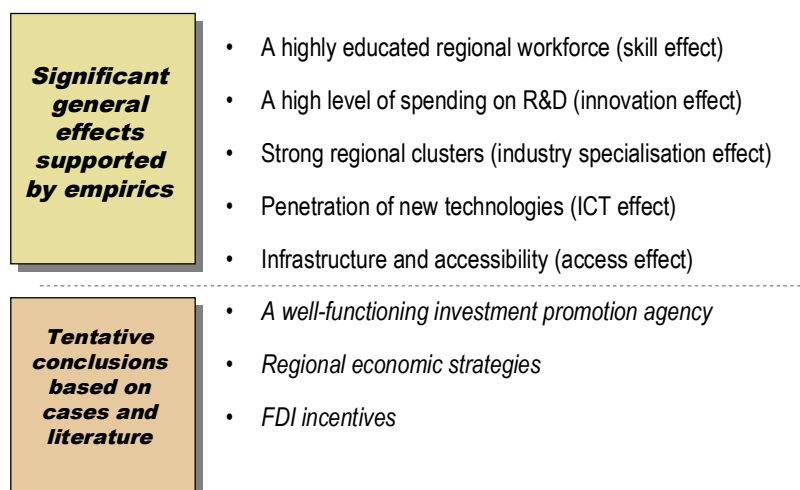 Significant
general
effects
supported
by empirics
• A highly educated regional workforce (skill effect)
• A high level of spending on R&D (innovation effect)
• Strong regional clusters (industry specialisation effect)
• Penetration of new technologies (ICT effect)
• Infrastructure and accessibility (access effect)
Tentative
conclusions
based on
cases and
literature
• A well-functioning investment promotion agency
• Regional economic strategies
• FDI incentives